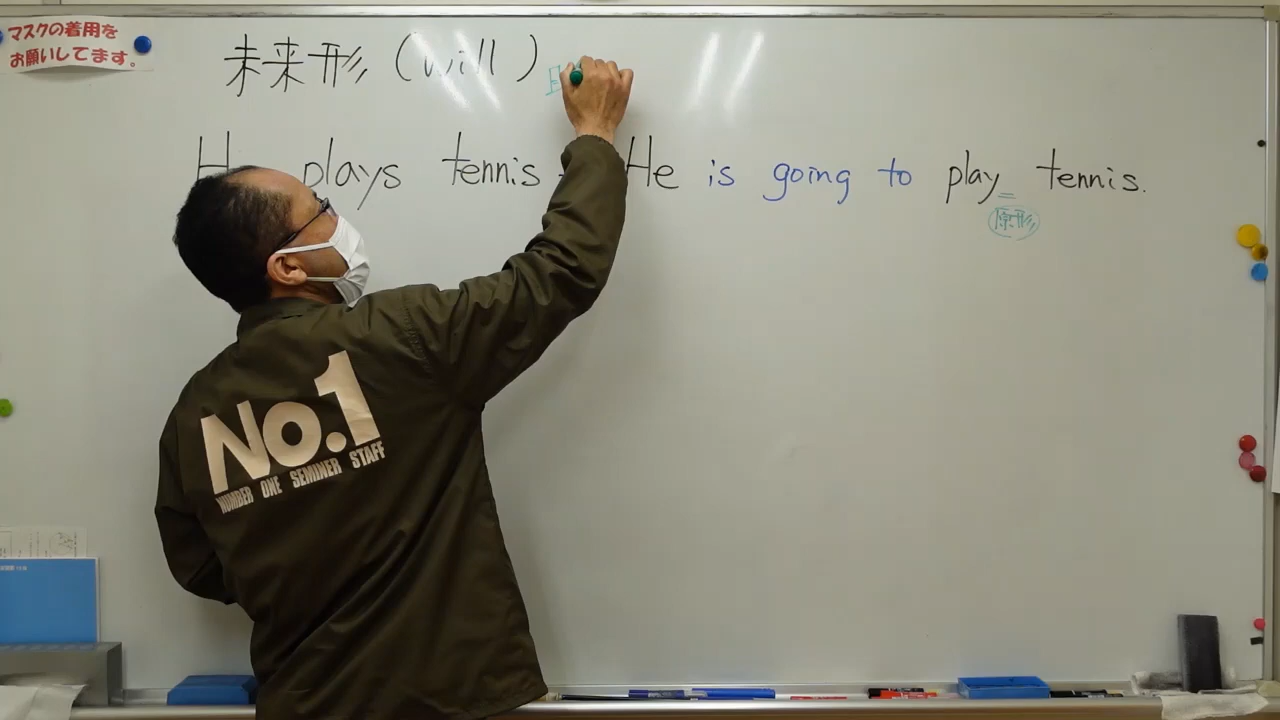 マスクの着用を
お願いしてます。
未来形 (will)
He plays tennis → He is going to play tennis.
原形
No.1
NUMBER ONE SEMINER STAFF